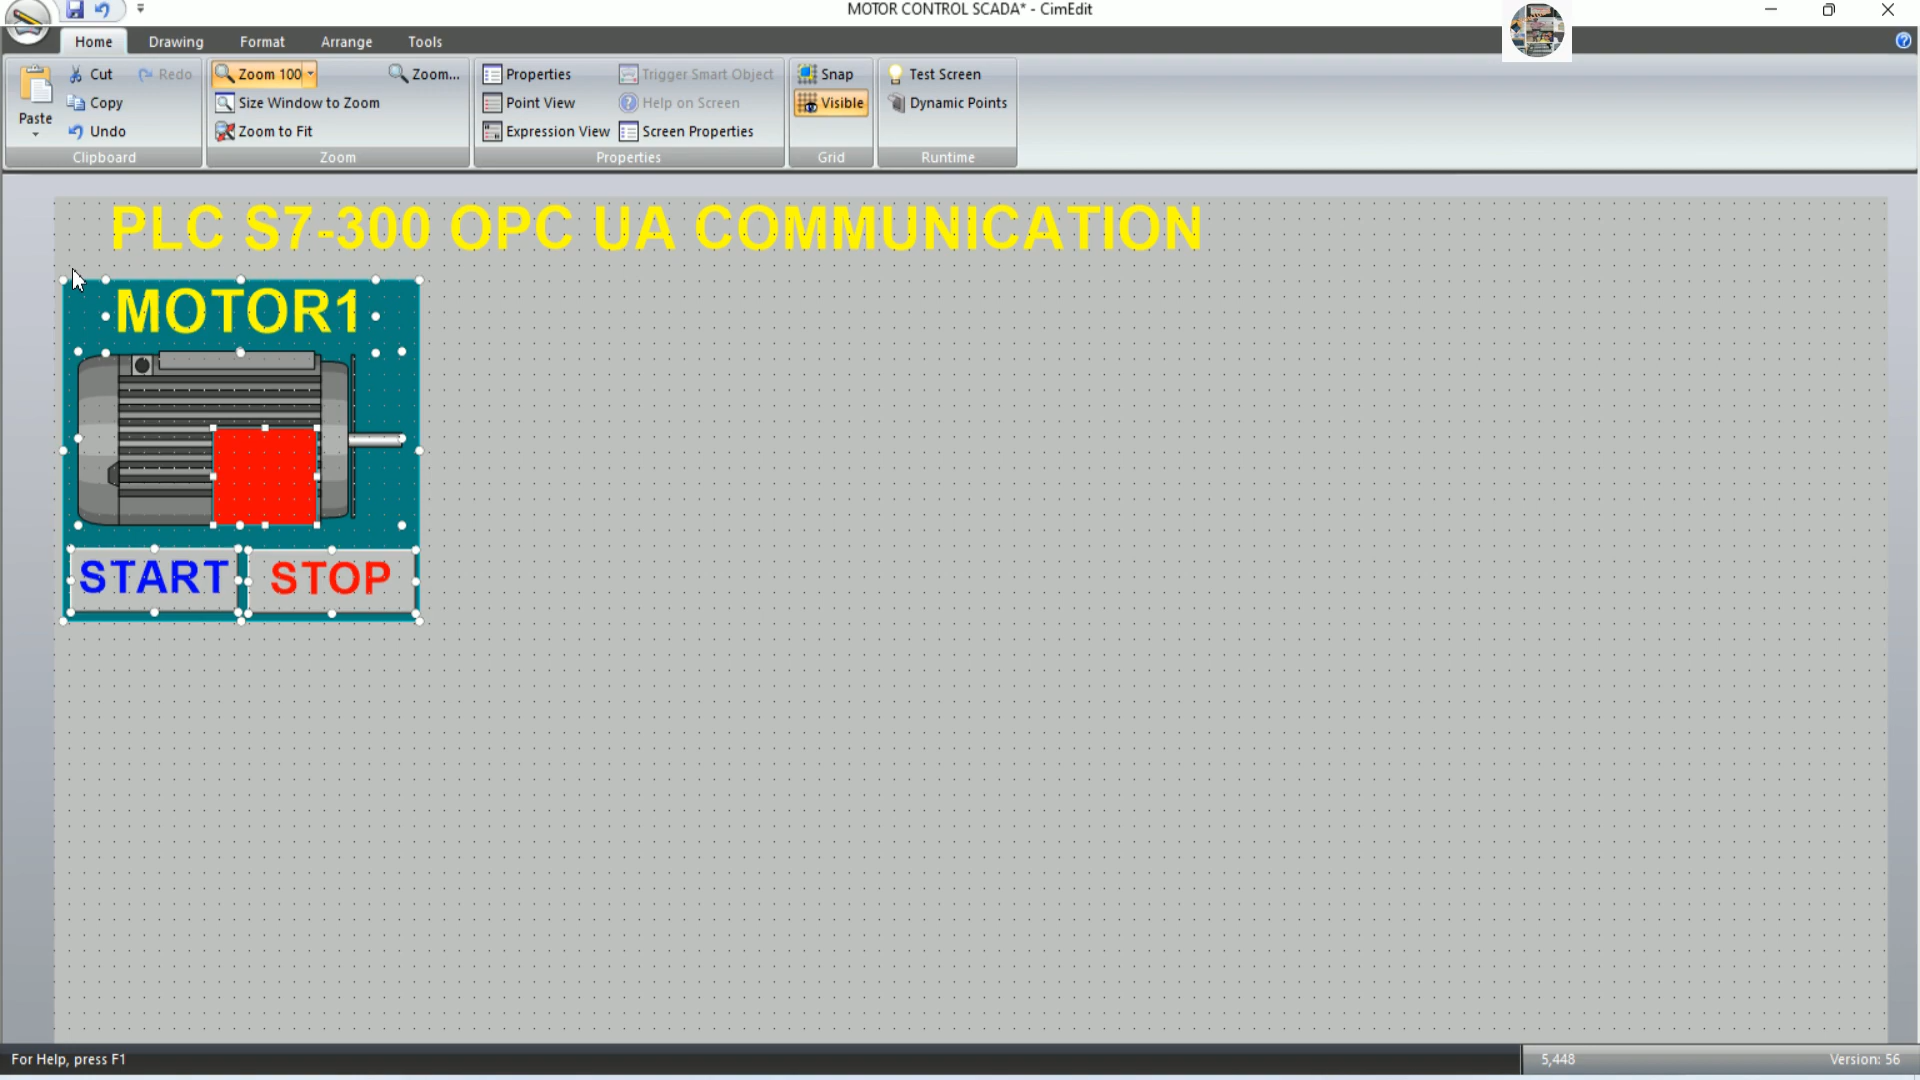 MOTOR CONTROL SCADA* - CimEdit
Home Drawing Format Arrange Tools
Paste
Cut
Copy
Undo
Redo
Clipboard
Zoom 100
Zoom...
Size Window to Zoom
Zoom to Fit
Zoom
Properties
Point View
Expression View
Trigger Smart Object
Help on Screen
Screen Properties
Properties
Snap
Visible
Grid
Test Screen
Dynamic Points
Runtime
PLC S7-300 OPC UA COMMUNICATION
MOTOR1
START STOP
For Help, press F1
5,448
Version: 56